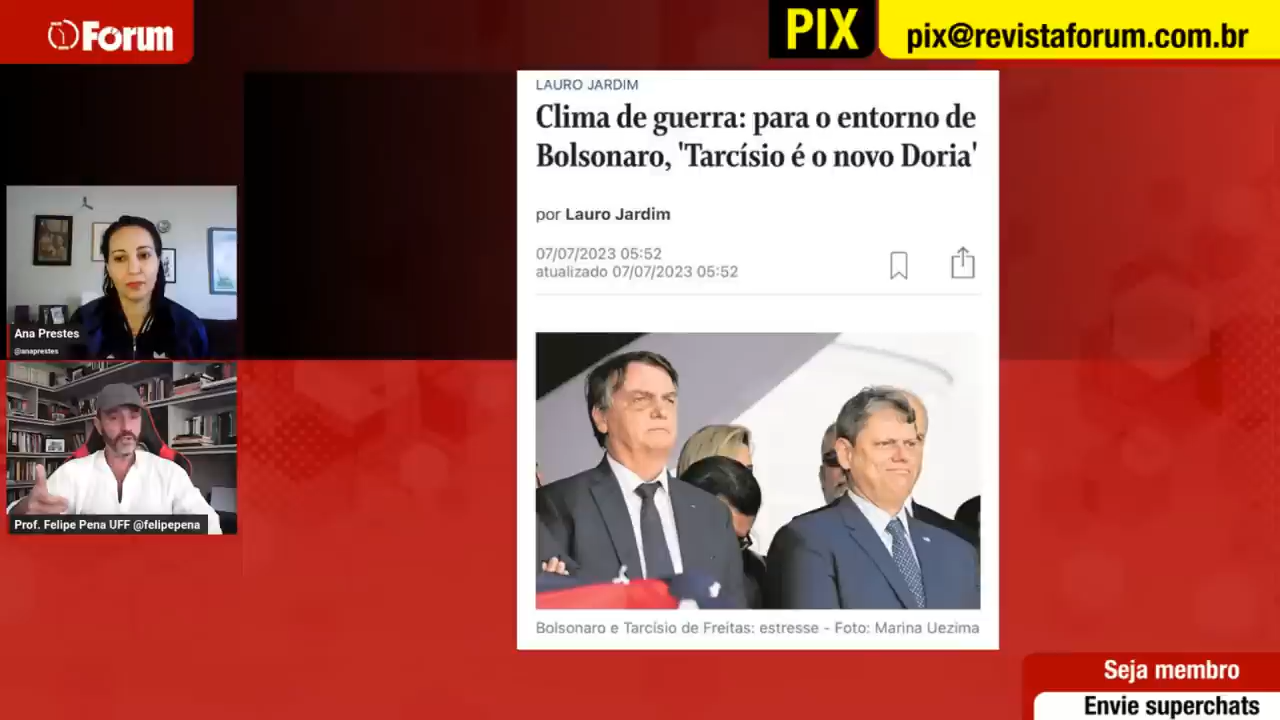 Forum
PIX
pix@revistaforum.com.br
LAURO JARDIM
Clima de guerra: para o entorno de
Bolsonaro, 'Tarcísio é o novo Doria'
por Lauro Jardim
07/07/2023 05:52
atualizado 07/07/2023 05:52
Bolsonaro e Tarcísio de Freitas: estresse - Foto: Marina Uezima
Ana Prestes
@anaprestes
Prof. Felipe Pena UFF @felipepena
Seja membro
Envie superchats